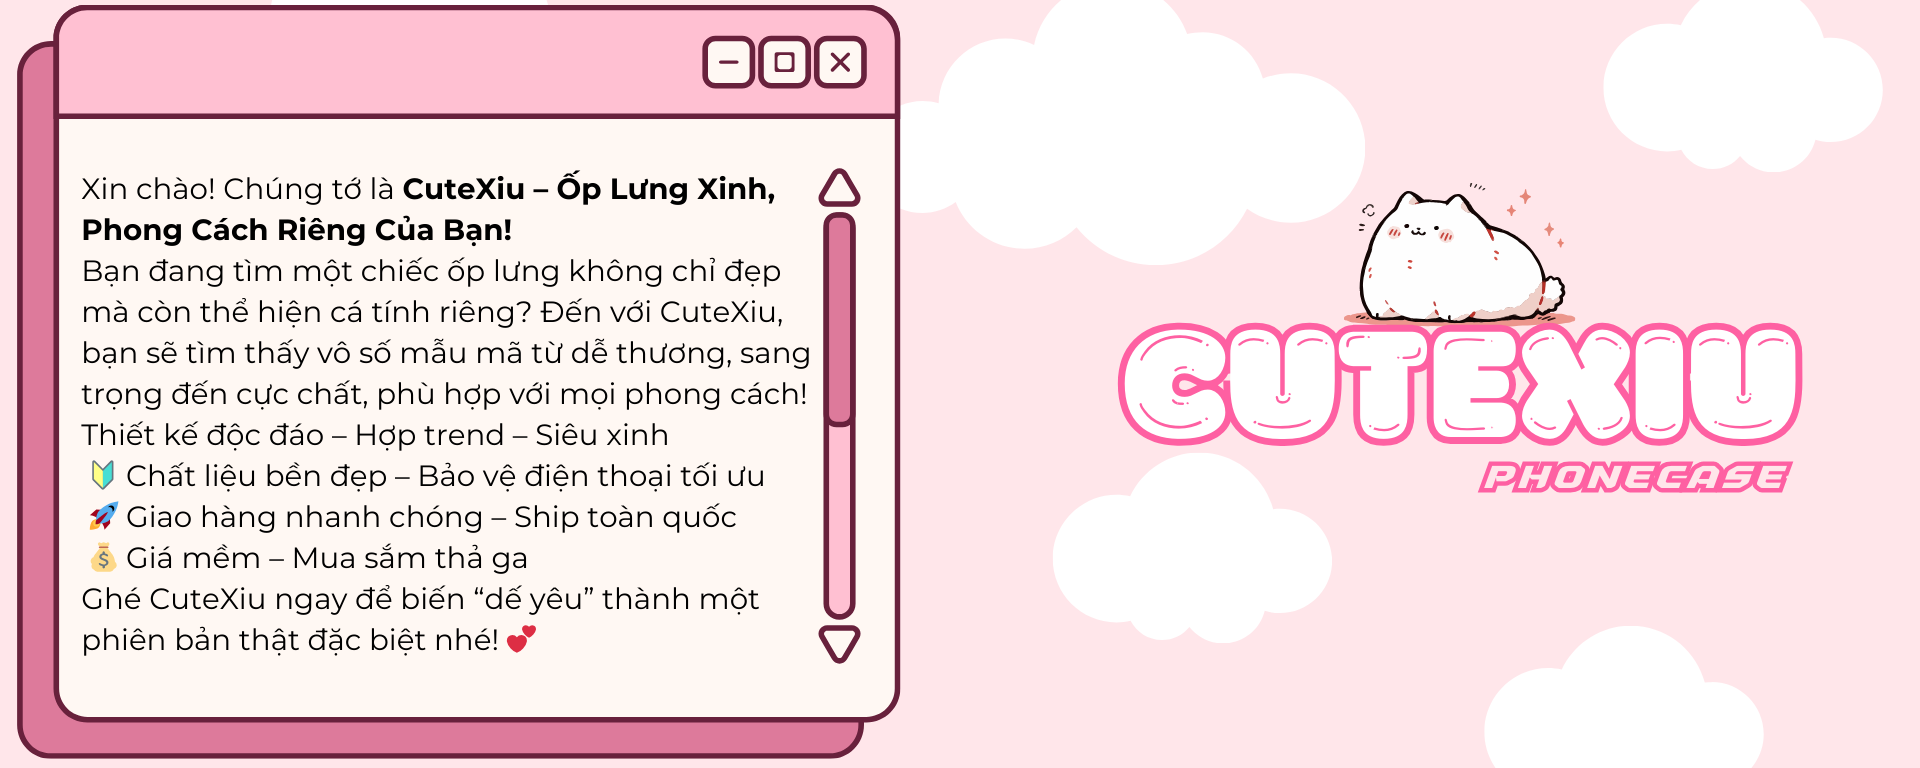 Xin chào! Chúng tớ là CuteXiu – Ốp Lưng Xinh,
Phong Cách Riêng Của Bạn!
Bạn đang tìm một chiếc ốp lưng không chỉ đẹp
mà còn thể hiện cá tính riêng? Đến với CuteXiu,
bạn sẽ tìm thấy vô số mẫu mã từ dễ thương, sang
trọng đến cực chất, phù hợp với mọi phong cách!
Thiết kế độc đáo – Hợp trend – Siêu xinh
🔰 Chất liệu bền đẹp – Bảo vệ điện thoại tối ưu
🚀 Giao hàng nhanh chóng – Ship toàn quốc
💰 Giá mềm – Mua sắm thả ga
Ghé CuteXiu ngay để biến “dế yêu” thành một
phiên bản thật đặc biệt nhé! 💕
CUTEXIU
PHONECASE